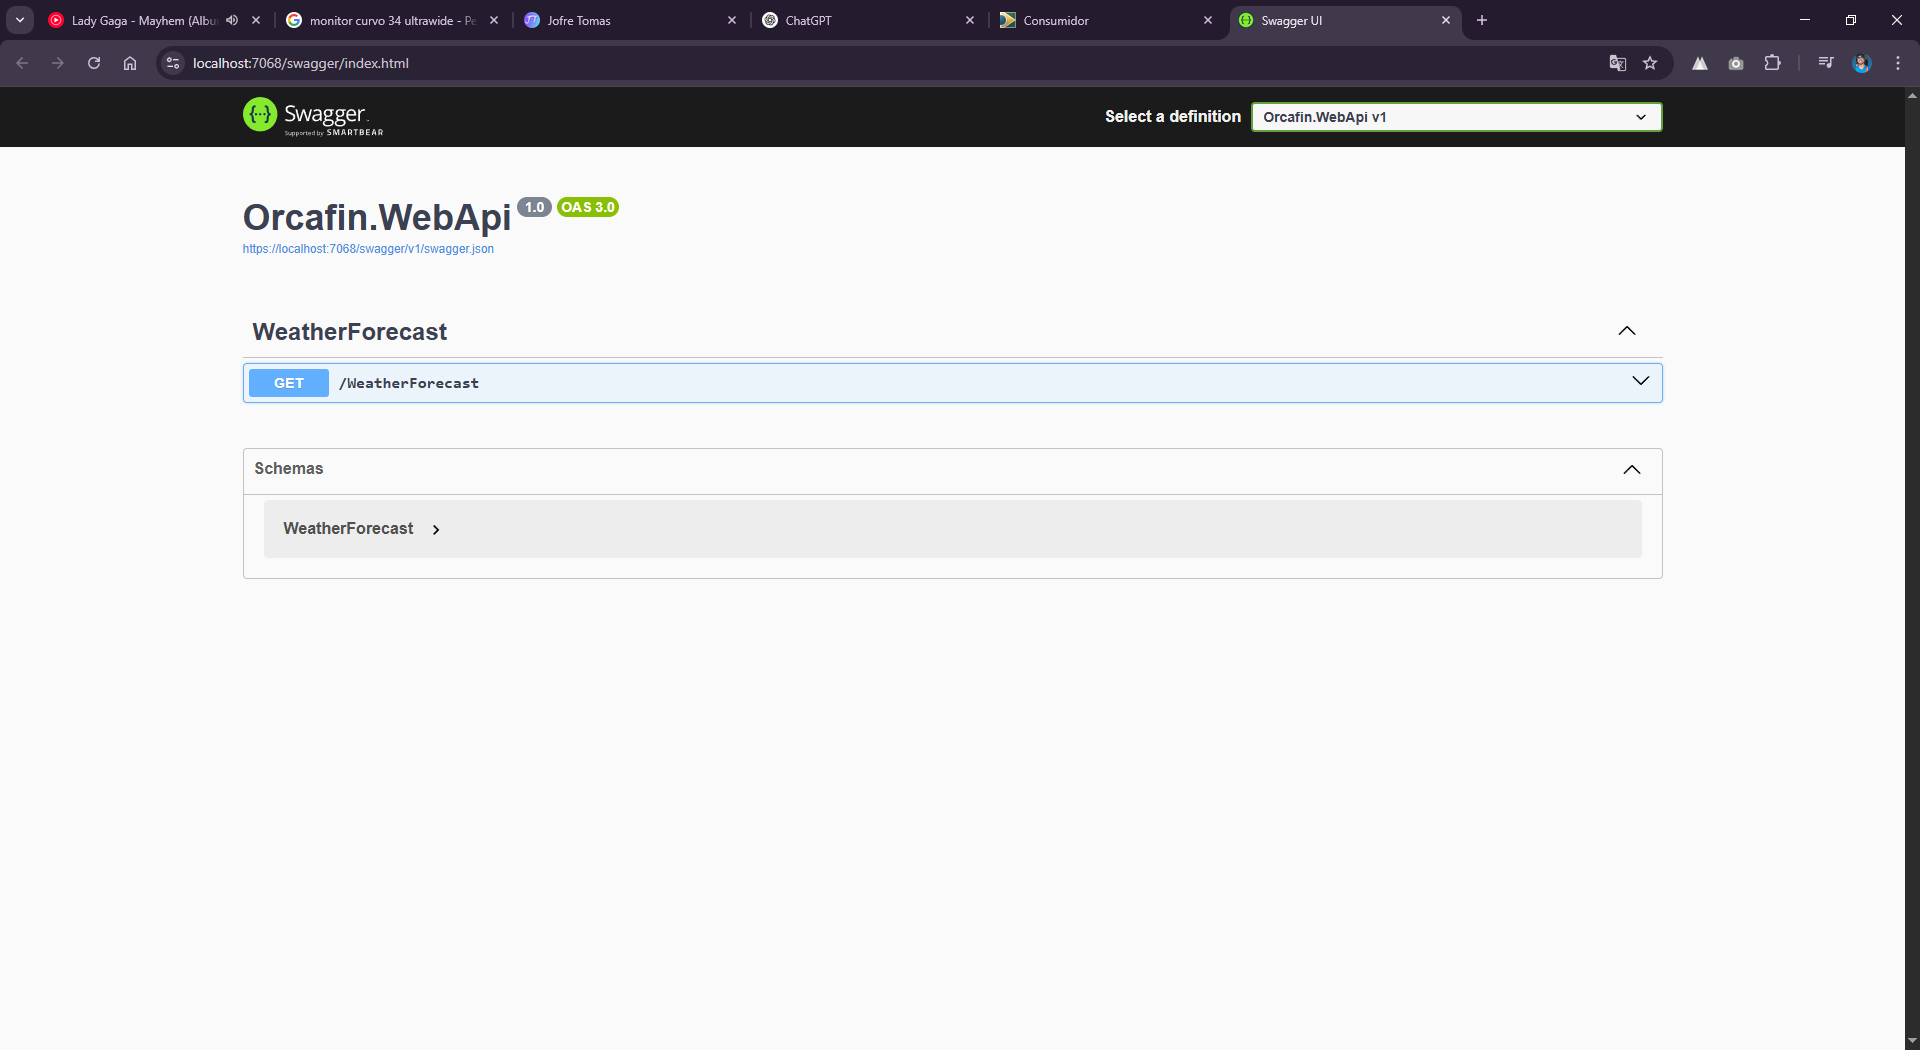 Lady Gaga - Mayhem (Albu
monitor curvo 34 ultrawide - Pe
Jofre Tomas
ChatGPT
Consumidor
Swagger UI
localhost:7068/swagger/index.html
Swagger
Supported by SMARTBEAR
Select a definition
Orcafin.WebApi v1
Orcafin.WebApi 1.0 OAS 3.0
https://localhost:7068/swagger/v1/swagger.json
WeatherForecast
GET /WeatherForecast
Schemas
WeatherForecast